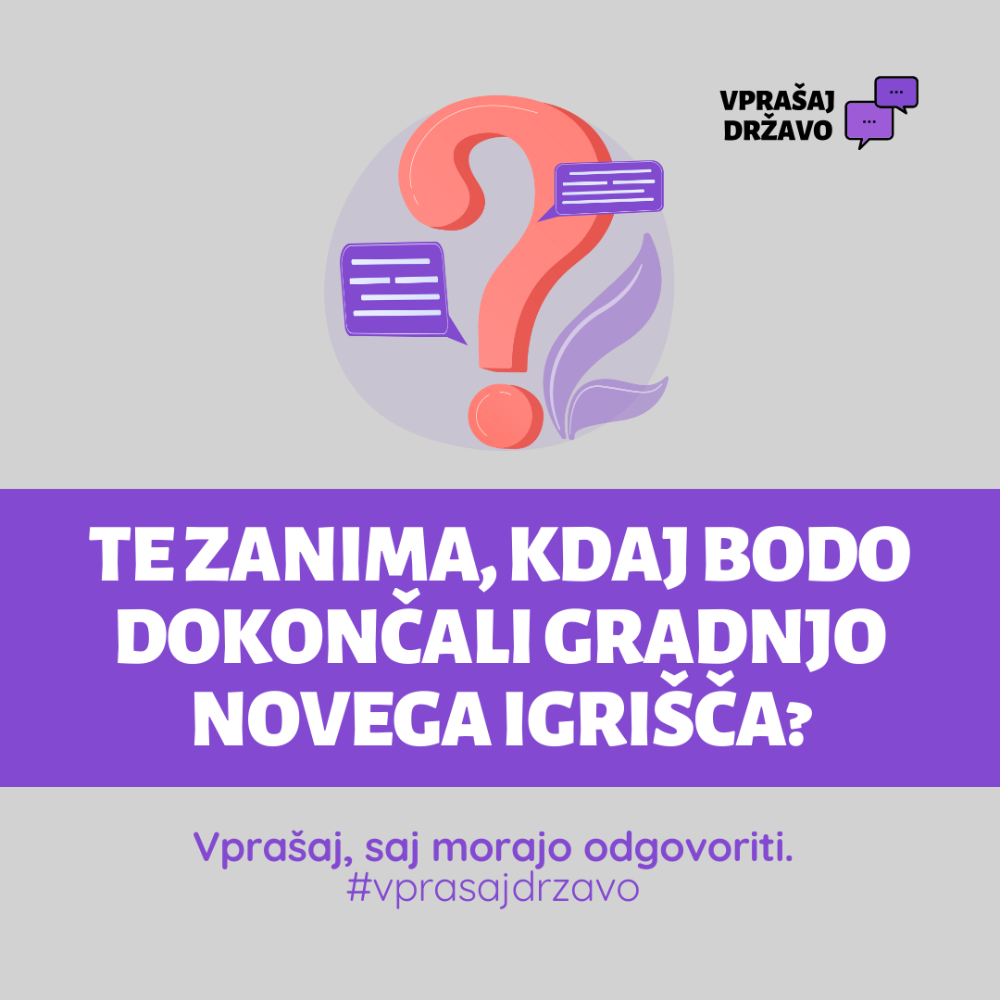 VPRAŠAJ
DRŽAVO
TE ZANIMA, KDAJ BODO
DOKONČALI GRADNJO
NOVEGA IGRIŠČA?
Vprašaj, saj morajo odgovoriti.
#vprasajdrzavo